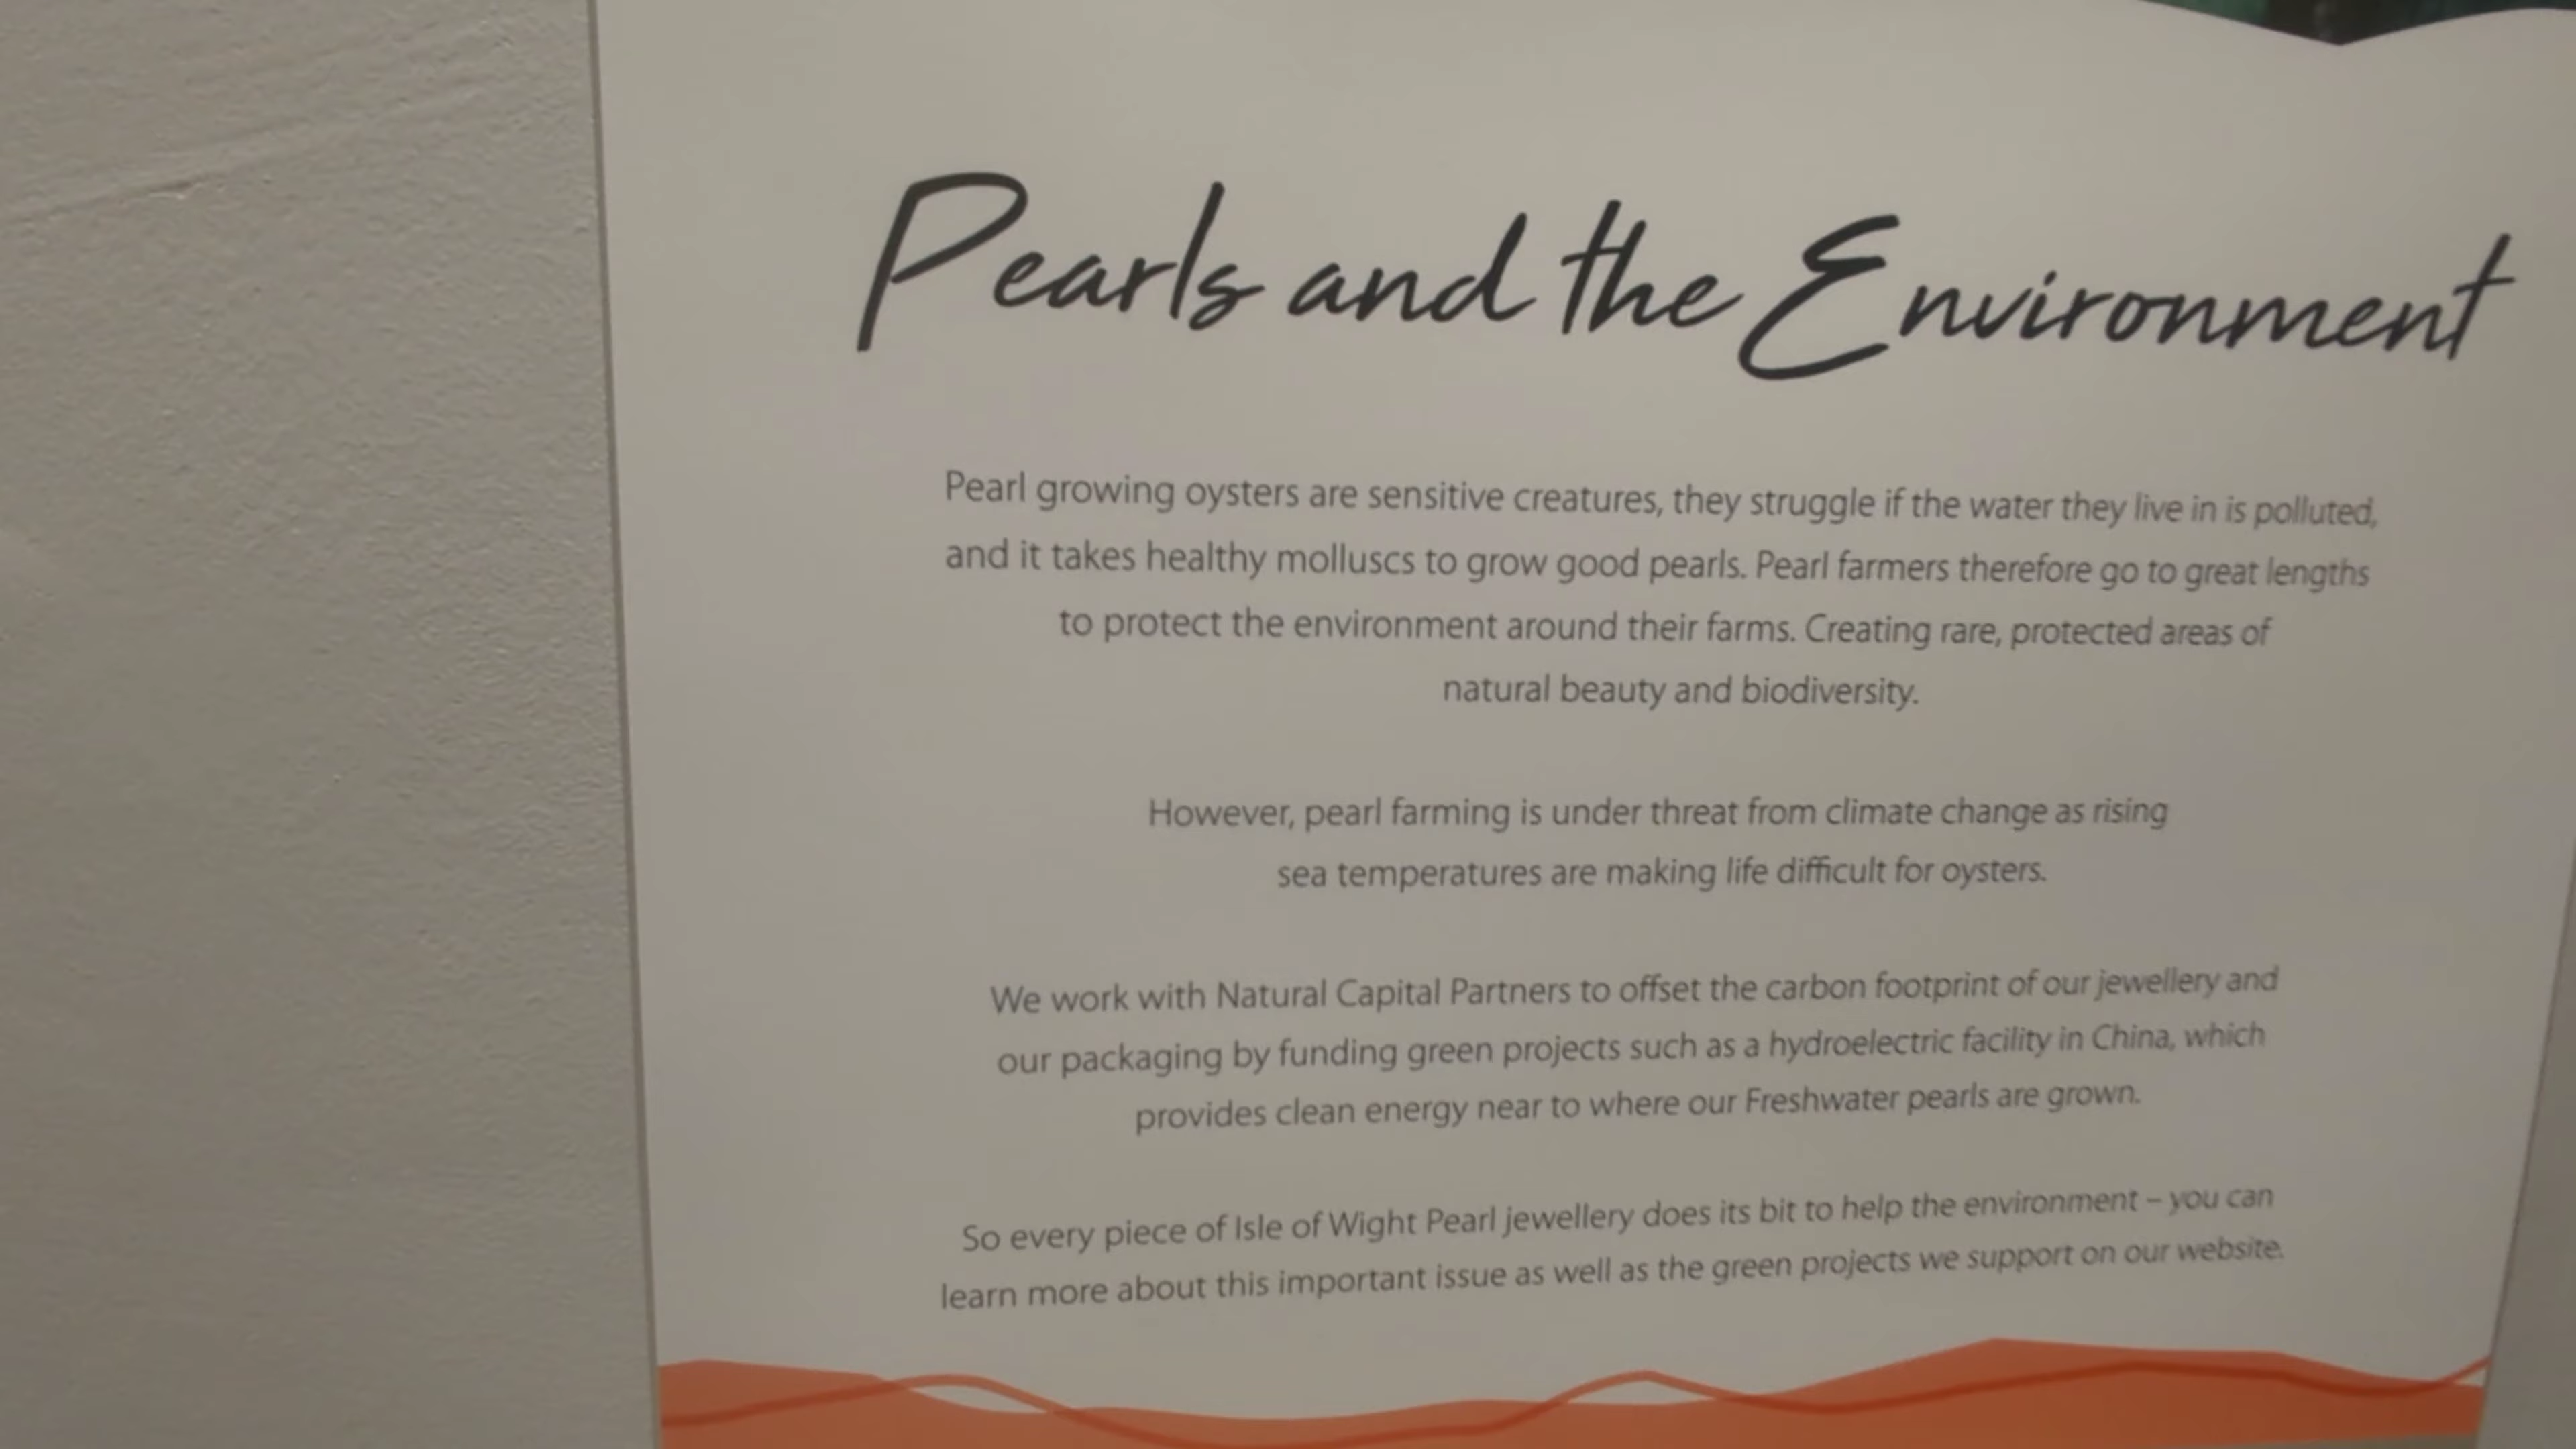 Pearls and the Environment
Pearl growing oysters are sensitive creatures, they struggle if the water they live in is polluted,
and it takes healthy molluscs to grow good pearls. Pearl farmers therefore go to great lengths
to protect the environment around their farms. Creating rare, protected areas of
natural beauty and biodiversity.
However, pearl farming is under threat from climate change as rising
sea temperatures are making life difficult for oysters.
We work with Natural Capital Partners to offset the carbon footprint of our jewellery and
our packaging by funding green projects such as a hydroelectric facility in China, which
provides clean energy near to where our Freshwater pearls are grown.
So every piece of Isle of Wight Pearl jewellery does its bit to help the environment – you can
learn more about this important issue as well as the green projects we support on our website.